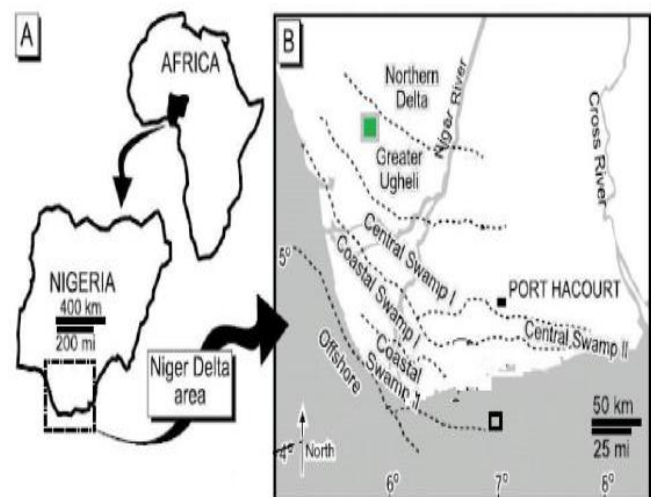 A
AFRICA
NIGERIA
400 km
200 mi
Niger Delta
area
B
Northern
Delta
Niger River
Cross River
Greater
Ugheli
Central Swamp I
Coastal Swamp I
5°
PORT HACOURT
Central Swamp II
Coastal
Swamp II
Offshore
50 km
25 mi
North
4°
6°
7°
8°